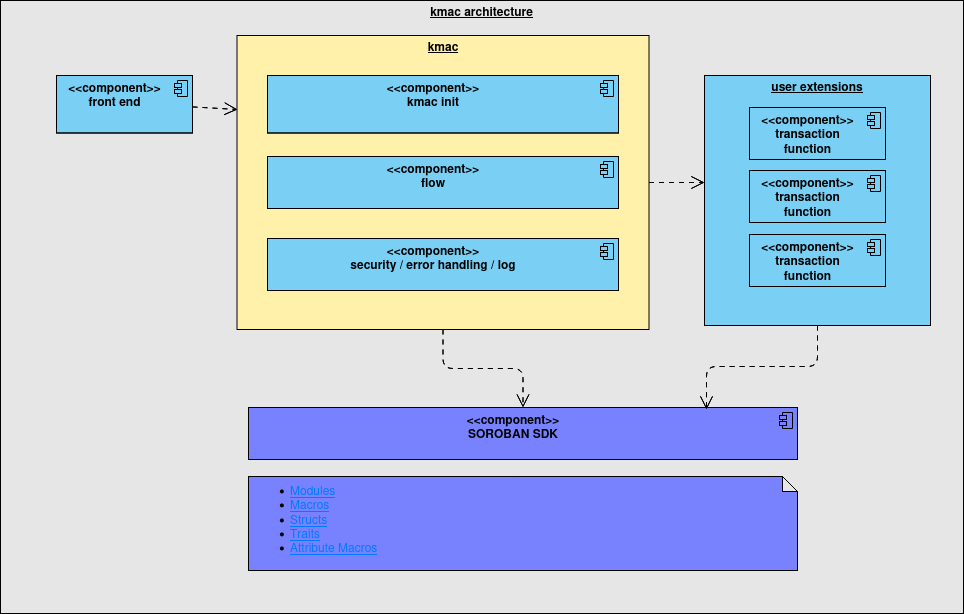 kmac architecture
kmac
<<component>>
front end
<<component>>
kmac init
<<component>>
flow
<<component>>
security / error handling / log
user extensions
<<component>>
transaction
function
<<component>>
transaction
function
<<component>>
transaction
function
<<component>>
SOROBAN SDK
• Modules
• Macros
• Structs
• Traits
• Attribute Macros